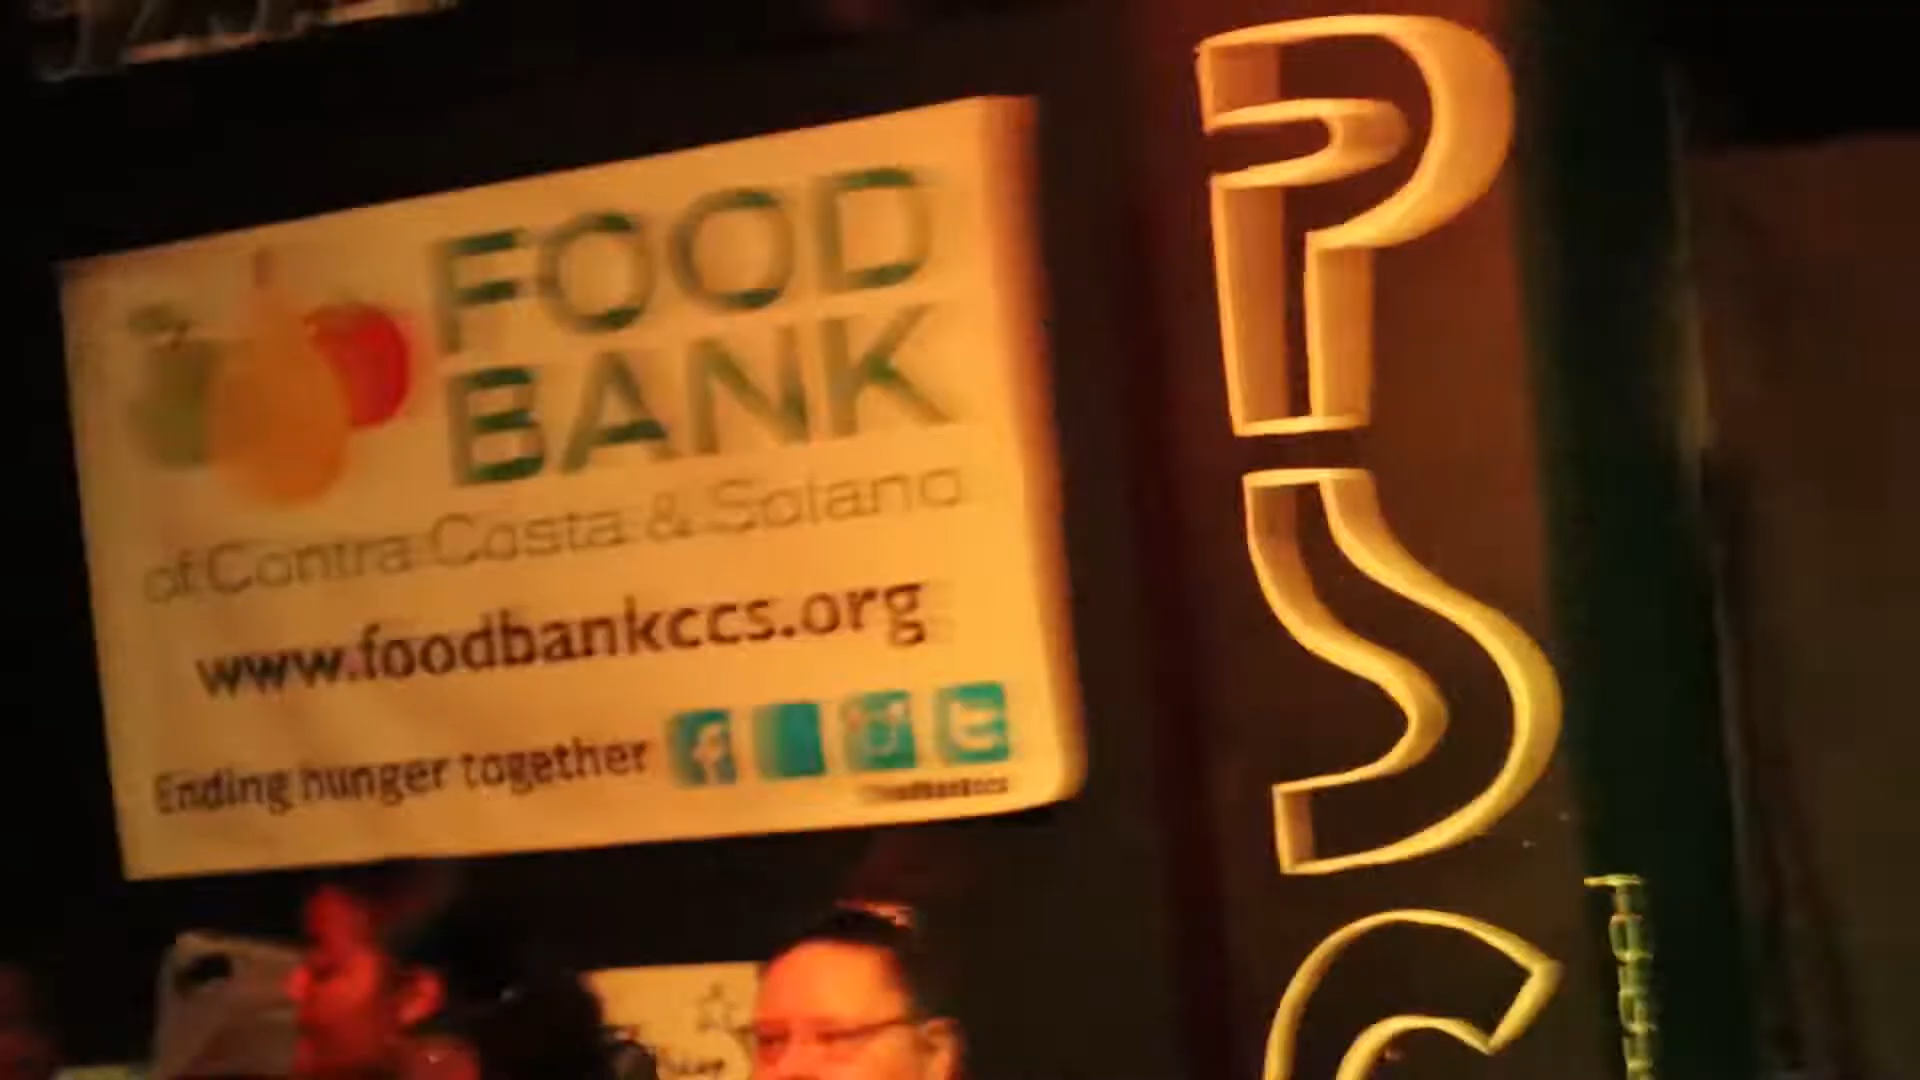 FOOD
BANK
of Contra Costa & Solano
www.foodbankccs.org
Ending hunger together
P
S
C